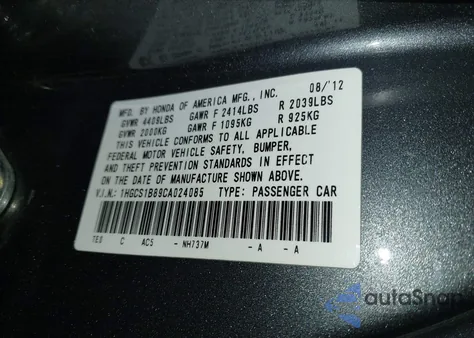 MFD. BY HONDA OF AMERICA MFG., INC. 08/'12
GVWR 4409LBS GAWR F 2414LBS R 2039LBS
GVWR 2000KG GAWR F 1095KG R 925KG
THIS VEHICLE CONFORMS TO ALL APPLICABLE
FEDERAL MOTOR VEHICLE SAFETY, BUMPER,
AND THEFT PREVENTION STANDARDS IN EFFECT
ON THE DATE OF MANUFACTURE SHOWN ABOVE.
V.I.N.: 1HGCS1B89CA024085 TYPE: PASSENGER CAR
TE0 C AC5 - NH737M - A - A
autoSnap